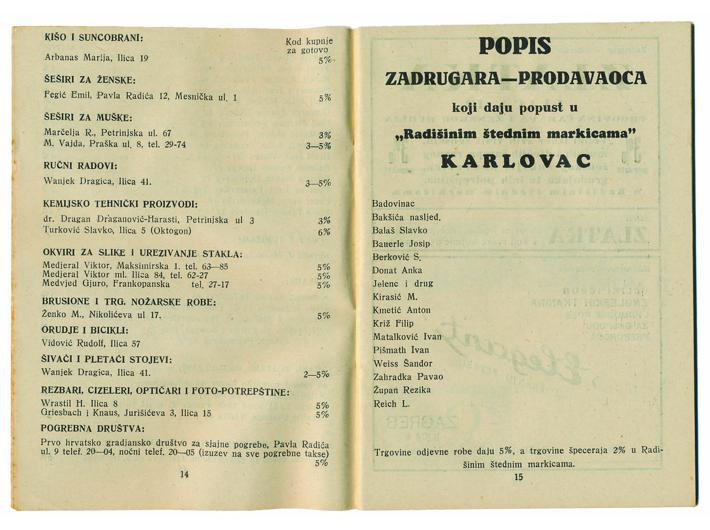 KIŠO I SUNCOBRANI:
Kod kupnje
za gotovo
Arbanas Marija, Ilica 19 5%
ŠEŠIRI ZA ŽENSKE:
Fegić Emil, Pavla Radića 12, Mesnička ul. 1 5%
ŠEŠIRI ZA MUŠKE:
Marčelja R., Petrinjska ul. 67 3%
M. Vajda, Praška ul. 8, tel. 29-74 3—5%
RUČNI RADOVI:
Wanjek Dragica, Ilica 41. 3—5%
KEMIJSKO TEHNIČKI PROIZVODI:
dr. Dragan Draganović-Harasti, Petrinjska ul 3 3%
Turković Slavko, Ilica 5 (Oktogon) 6%
OKVIRI ZA SLIKE I UREZIVANJE STAKLA:
Medjeral Viktor, Maksimirska 1. tel. 63—85 5%
Medjeral Viktor ml. Ilica 84, tel. 62-27 5%
Medvjed Gjuro, Frankopanska tel. 27-17 5%
BRUSIONE I TRG. NOŽARSKE ROBE:
Ženko M., Nikolićeva ul 17. 5%
ORUDJE I BICIKLI:
Vidović Rudolf, Ilica 57
ŠIVAĆI I PLETAĆI STOJEVI:
Wanjek Dragica, Ilica 41. 2—5%
REZBARI, CIZELERI, OPTIČARI I FOTO-POTREPŠTINE:
Wrastil H. Ilica 8 5%
Griesbach i Knaus, Jurišićeva 3, Ilica 15 5%
POGREBNA DRUŠTVA:
Prvo hrvatsko gradjansko društvo za sjajne pogrebe, Pavla Radića
ul. 9 telef. 20—04, noćni telef. 20—05 (izuzev na sve pogrebne takse)
5%
14
POPIS
ZADRUGARA—PRODAVAOCA
koji daju popust u
„Radišinim štednim markicama"
KARLOVAC
Badovinac
Bakšića nasljed.
Balaš Slavko
Bauerle Josip
Berković S.
Donat Anka
Jelenc i drug
Kirasić M.
Kmetić Anton
Križ Filip
Matalković Ivan
Pišmath Ivan
Weiss Šandor
Zahradka Pavao
Župan Rezika
Reich L.
Trgovine odjevne robe daju 5%, a trgovine špeceraja 2% u Radi-
šinim štednim markicama.
15